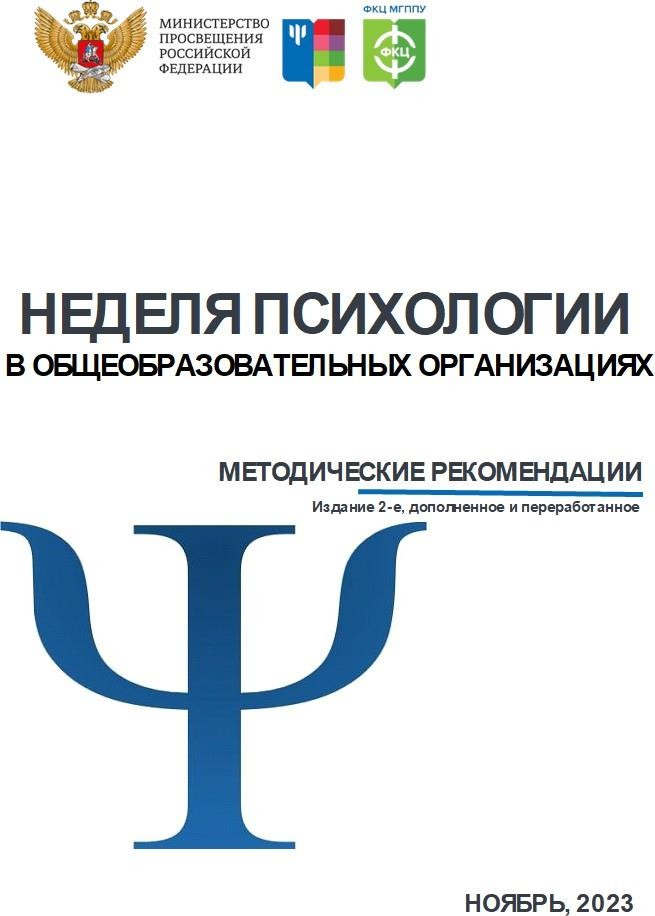 МИНИСТЕРСТВО
ПРОСВЕЩЕНИЯ
РОССИЙСКОЙ
ФЕДЕРАЦИИ
ФКЦ МГППУ
ФКЦ
НЕДЕЛЯ ПСИХОЛОГИИ
В ОБЩЕОБРАЗОВАТЕЛЬНЫХ ОРГАНИЗАЦИЯХ
МЕТОДИЧЕСКИЕ РЕКОМЕНДАЦИИ
Издание 2-е, дополненное и переработанное
Ψ
НОЯБРЬ, 2023